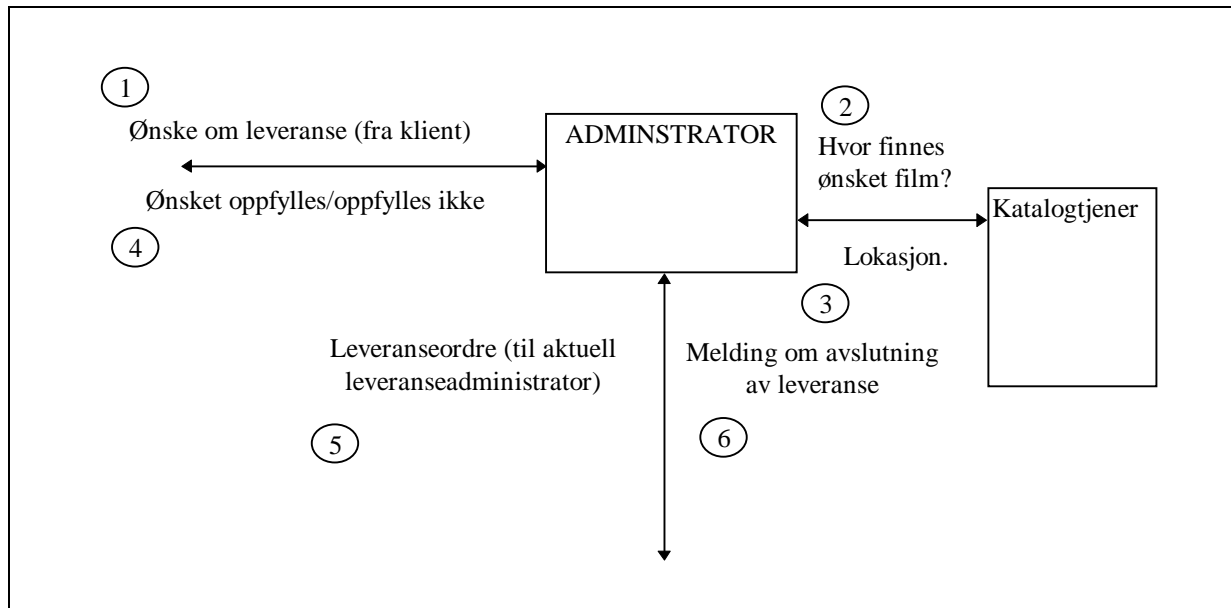 1
Ønske om leveranse (fra klient)
Ønsket oppfylles/oppfylles ikke
4
ADMINSTRATOR
2
Hvor finnes
ønsket film?
Katalogtjener
Lokasjon.
3
Leveranseordre (til aktuell
leveranseadministrator)
5
Melding om avslutning
av leveranse
6